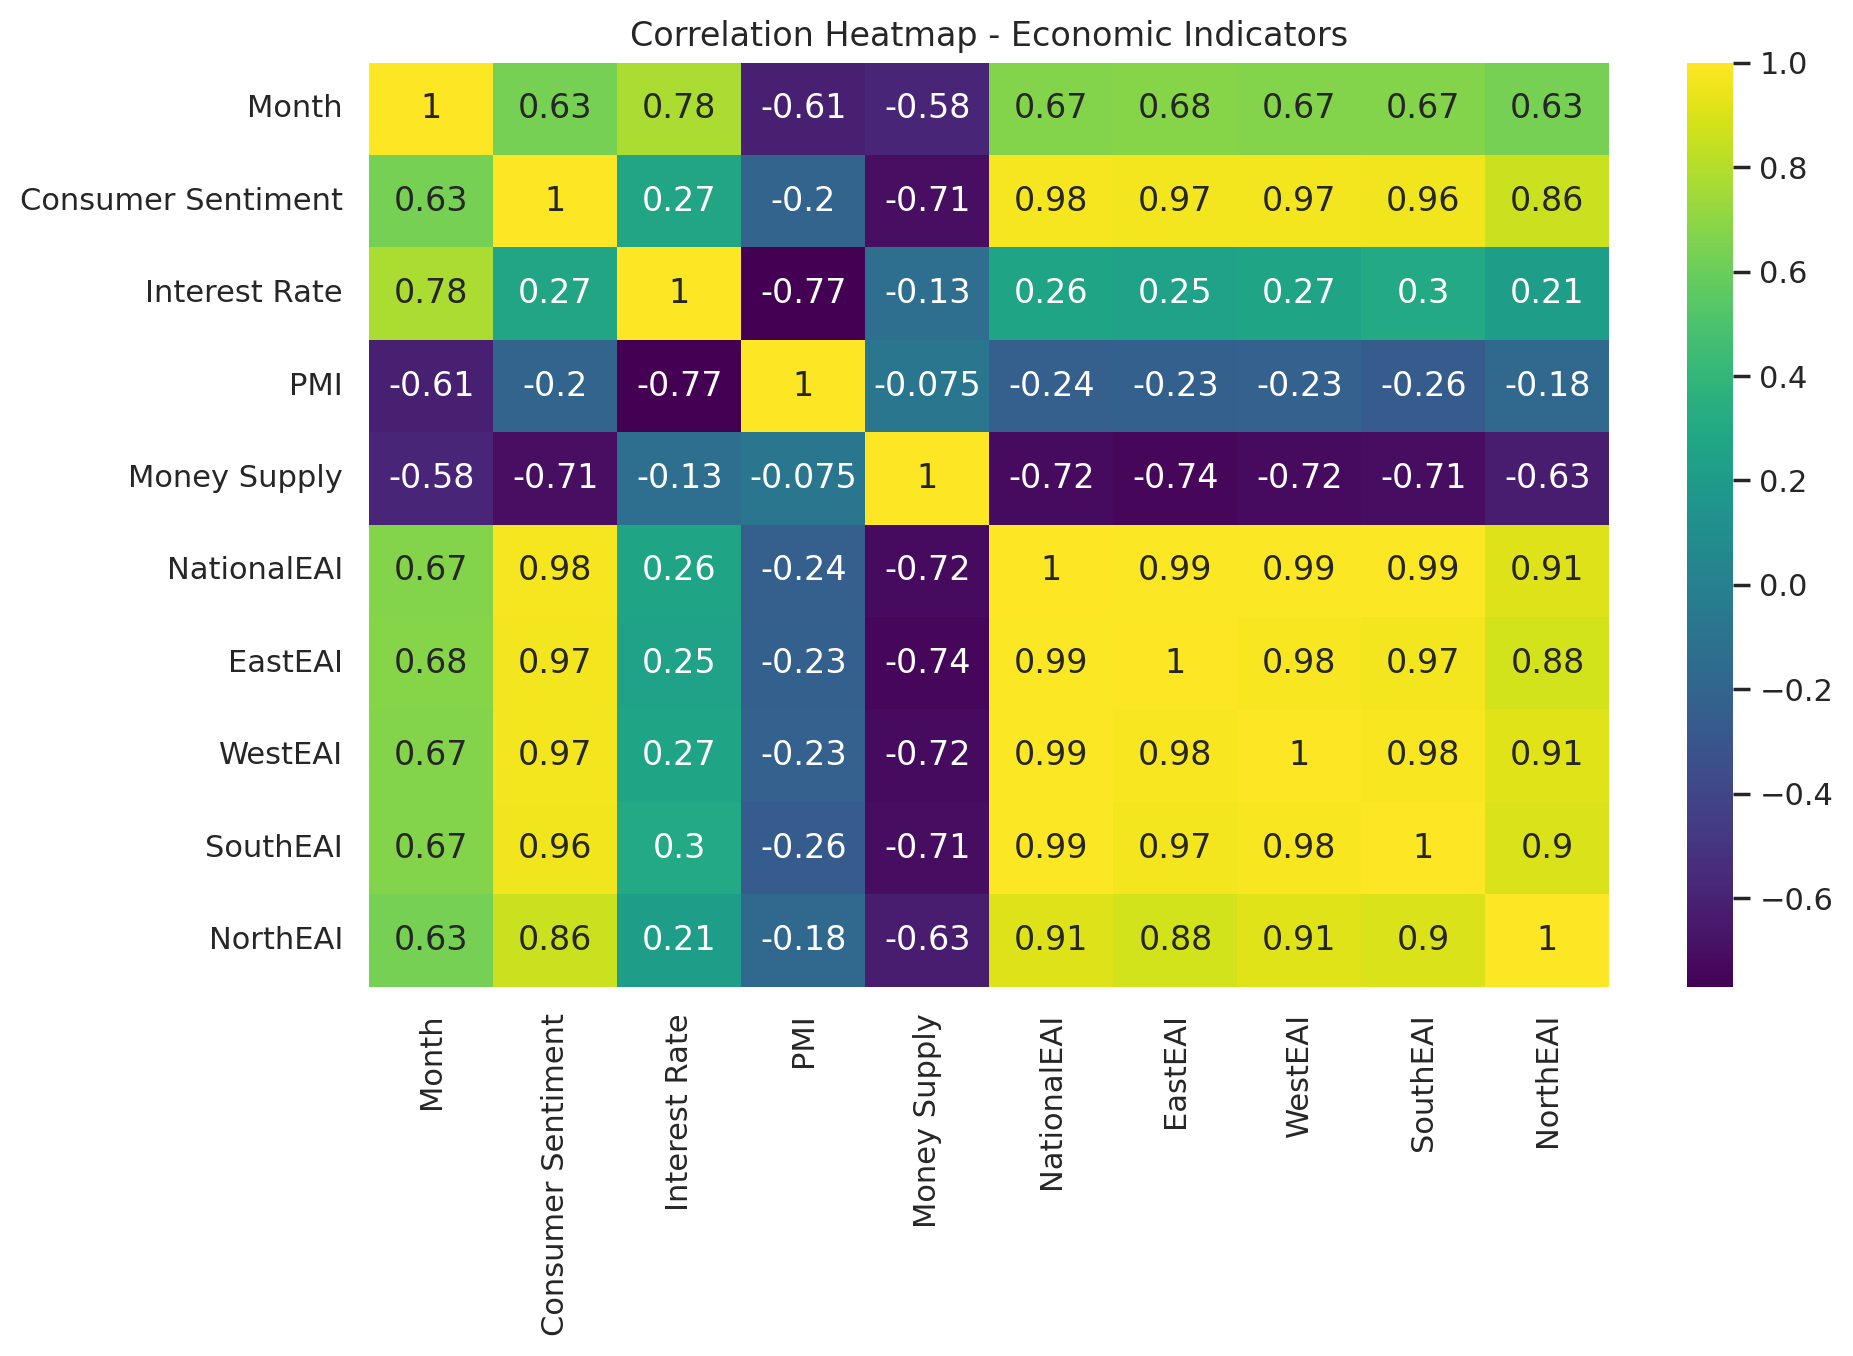 Correlation Heatmap - Economic Indicators
Month 1 0.63 0.78 -0.61 -0.58 0.67 0.68 0.67 0.67 0.63
Consumer Sentiment 0.63 1 0.27 -0.2 -0.71 0.98 0.97 0.97 0.96 0.86
Interest Rate 0.78 0.27 1 -0.77 -0.13 0.26 0.25 0.27 0.3 0.21
PMI -0.61 -0.2 -0.77 1 -0.075 -0.24 -0.23 -0.23 -0.26 -0.18
Money Supply -0.58 -0.71 -0.13 -0.075 1 -0.72 -0.74 -0.72 -0.71 -0.63
NationalEAI 0.67 0.98 0.26 -0.24 -0.72 1 0.99 0.99 0.99 0.91
EastEAI 0.68 0.97 0.25 -0.23 -0.74 0.99 1 0.98 0.97 0.88
WestEAI 0.67 0.97 0.27 -0.23 -0.72 0.99 0.98 1 0.98 0.91
SouthEAI 0.67 0.96 0.3 -0.26 -0.71 0.99 0.97 0.98 1 0.9
NorthEAI 0.63 0.86 0.21 -0.18 -0.63 0.91 0.88 0.91 0.9 1
Month
Consumer Sentiment
Interest Rate
PMI
Money Supply
NationalEAI
EastEAI
WestEAI
SouthEAI
NorthEAI
1.0
0.8
0.6
0.4
0.2
0.0
−0.2
−0.4
−0.6